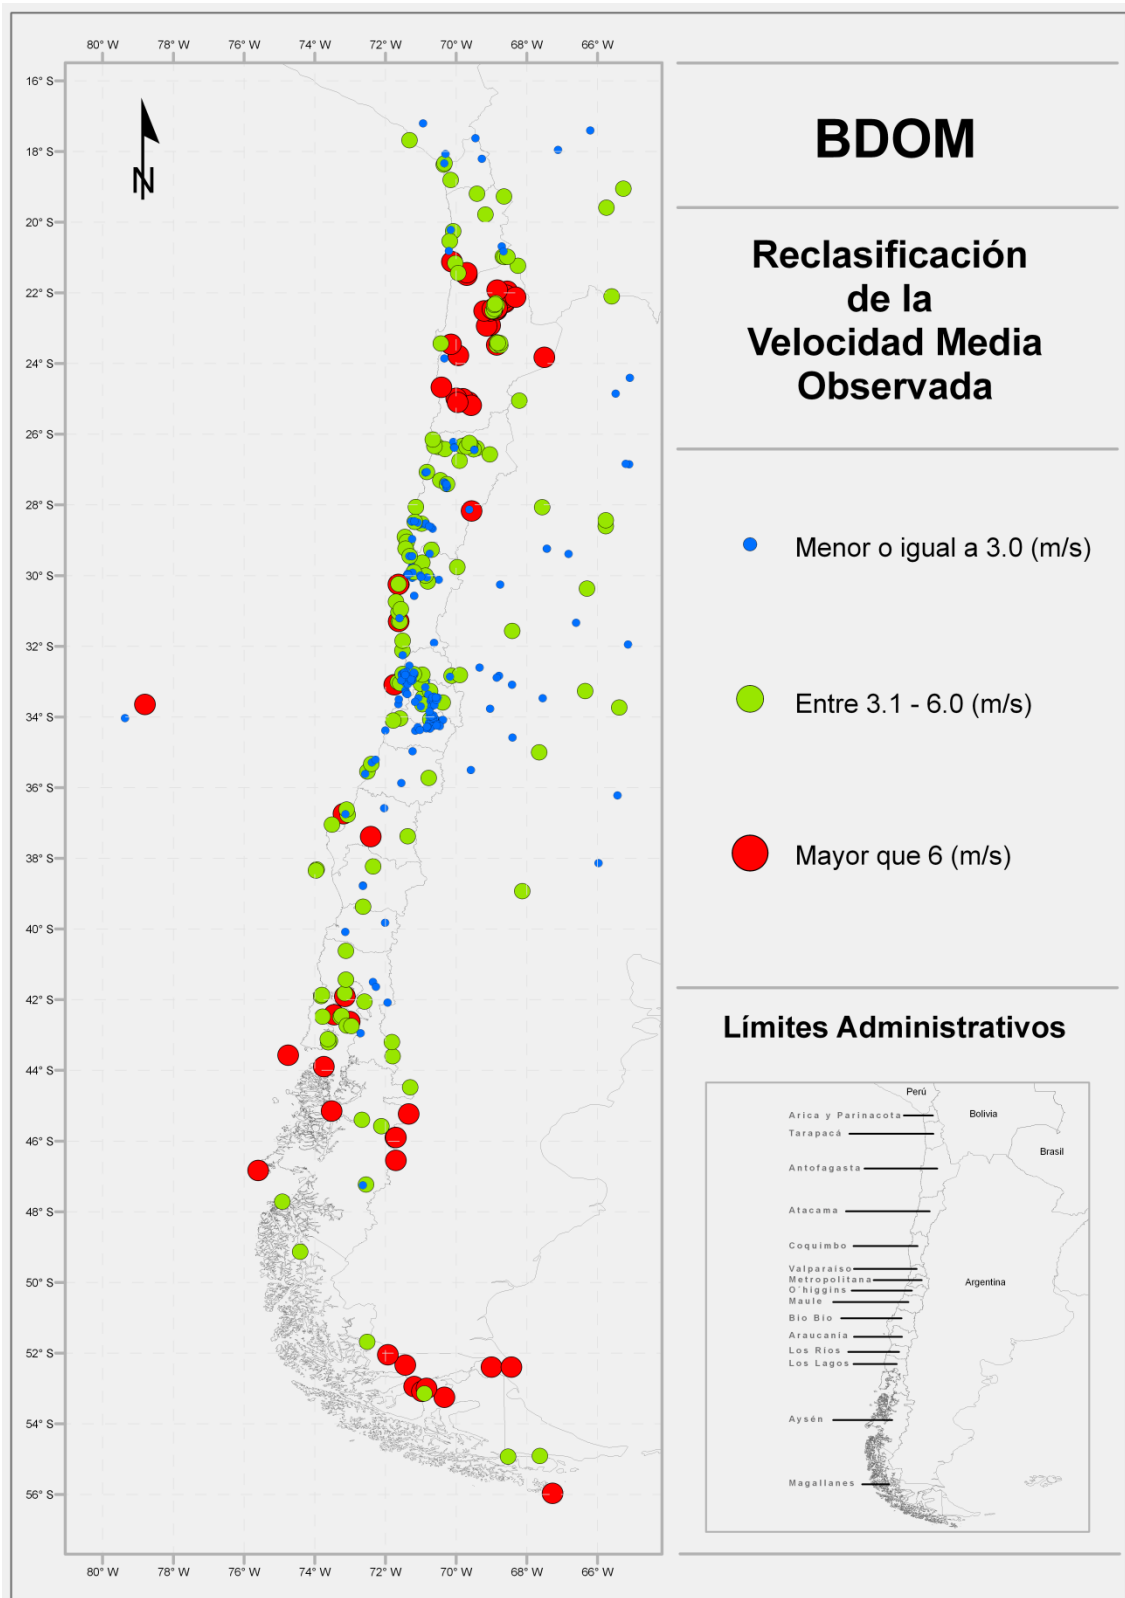 80° W 78° W 76° W 74° W 72° W 70° W 68° W 66° W
16° S
18° S
20° S
22° S
24° S
26° S
28° S
30° S
32° S
34° S
36° S
38° S
40° S
42° S
44° S
46° S
48° S
50° S
52° S
54° S
56° S
80° W 78° W 76° W 74° W 72° W 70° W 68° W 66° W
N
BDOM
Reclasificación
de la
Velocidad Media
Observada
Menor o igual a 3.0 (m/s)
Entre 3.1 - 6.0 (m/s)
Mayor que 6 (m/s)
Límites Administrativos
Perú
Bolivia
Brasil
Argentina
Arica y Parinacota
Tarapacá
Antofagasta
Atacama
Coquimbo
Valparaiso
Metropolitana
O´higgins
Maule
Bio Bio
Araucanía
Los Ríos
Los Lagos
Aysén
Magallanes